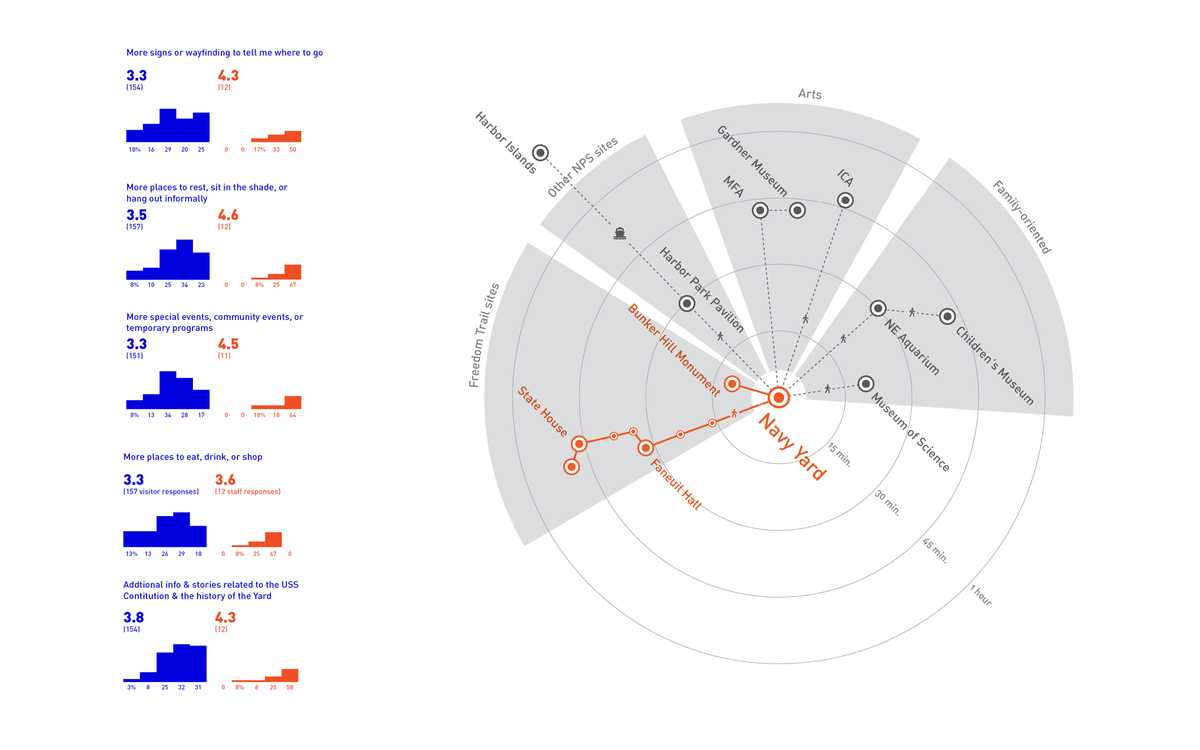 More signs or wayfinding to tell me where to go
3.3 4.3
(154) (12)
10% 16 29 20 25 0 0 17% 33 50
More places to rest, sit in the shade, or
hang out informally
3.5 4.6
(157) (12)
8% 10 25 34 23 0 0 8% 25 67
More special events, community events, or
temporary programs
3.3 4.5
(151) (11)
8% 13 34 28 17 0 0 18% 18 64
More places to eat, drink, or shop
3.3 3.6
(157 visitor responses) (12 staff responses)
13% 13 26 29 18 0 8% 25 67 0
Addtional info & stories related to the USS
Contitution & the history of the Yard
3.8 4.3
(154) (12)
3% 8 25 32 31 0 8% 8 25 58
Arts
Harbor Islands
Other NPS sites
Gardner Museum
MFA
ICA
Family-oriented
Freedom Trail sites
Harbor Park Pavilion
Bunker Hill Monument
NE Aquarium
Children's Museum
State House
Museum of Science
Navy Yard
Faneuit Hall
15 min.
30 min.
45 min.
1 hour